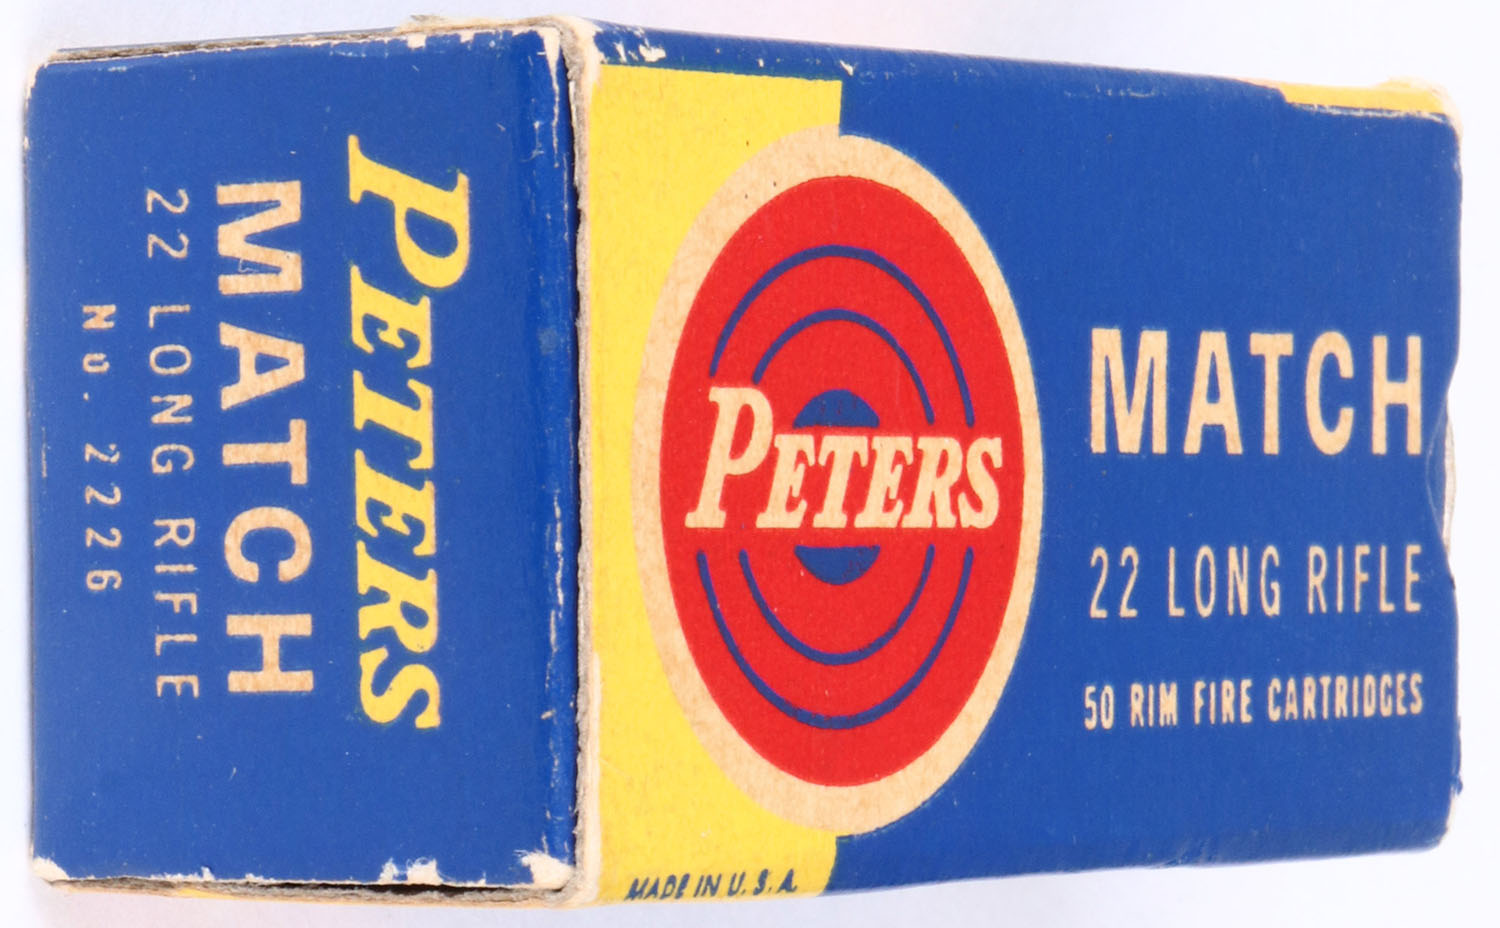 PETERS
MATCH
22 LONG RIFLE
No. 2226
PETERS
MATCH
22 LONG RIFLE
50 RIM FIRE CARTRIDGES
MADE IN U.S.A.